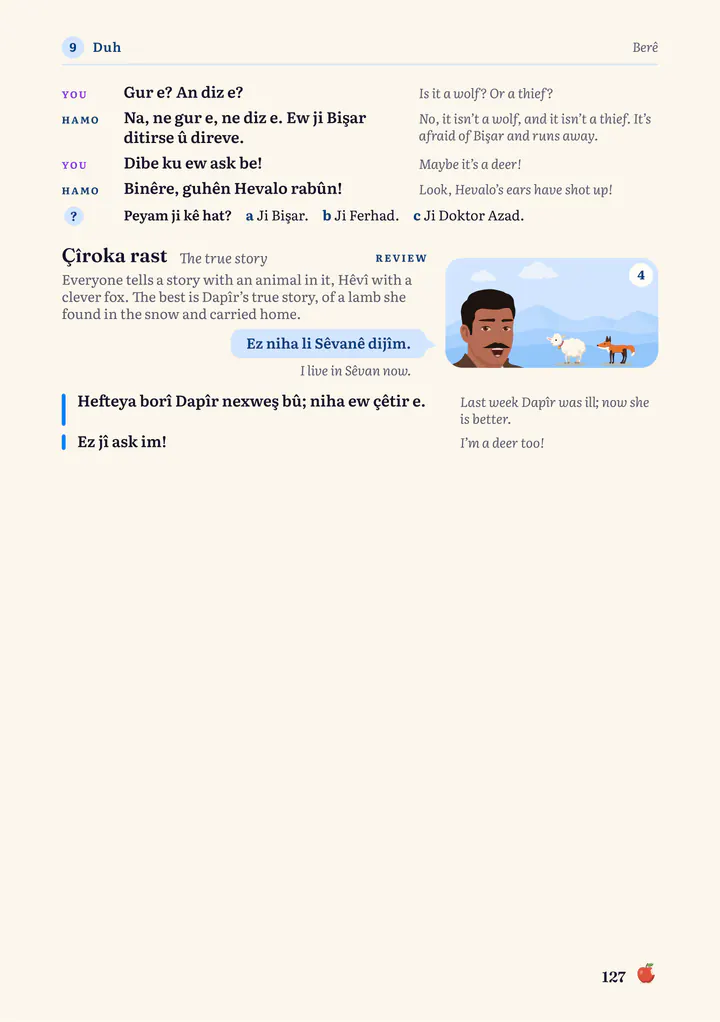 9 Duh Berê
YOU Gur e? An diz e? Is it a wolf? Or a thief?
HAMO Na, ne gur e, ne diz e. Ew ji Bişar No, it isn't a wolf, and it isn't a thief. It's
ditirse û direve. afraid of Bişar and runs away.
YOU Dibe ku ew ask be! Maybe it's a deer!
HAMO Binêre, guhên Hevalo rabûn! Look, Hevalo's ears have shot up!
? Peyam ji kê hat? a Ji Bişar. b Ji Ferhad. c Ji Doktor Azad.
Çîroka rast The true story REVIEW
Everyone tells a story with an animal in it, Hêvî with a
clever fox. The best is Dapîr's true story, of a lamb she
found in the snow and carried home.
4
Ez niha li Sêvanê dijîm.
I live in Sêvan now.
Hefteya borî Dapîr nexweş bû; niha ew çêtir e. Last week Dapîr was ill; now she
is better.
Ez jî ask im! I'm a deer too!
127